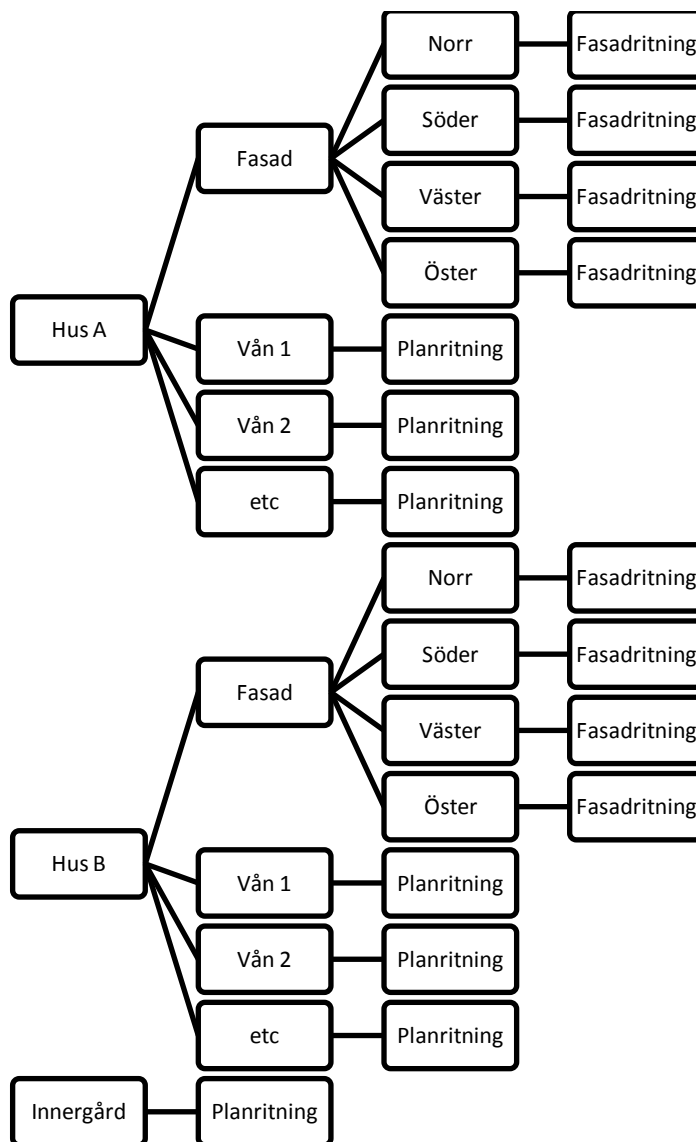 Norr
Fasadritning
Söder
Fasadritning
Fasad
Väster
Fasadritning
Öster
Fasadritning
Hus A
Vån 1
Planritning
Vån 2
Planritning
etc
Planritning
Norr
Fasadritning
Söder
Fasadritning
Fasad
Väster
Fasadritning
Öster
Fasadritning
Hus B
Vån 1
Planritning
Vån 2
Planritning
etc
Planritning
Innergård
Planritning